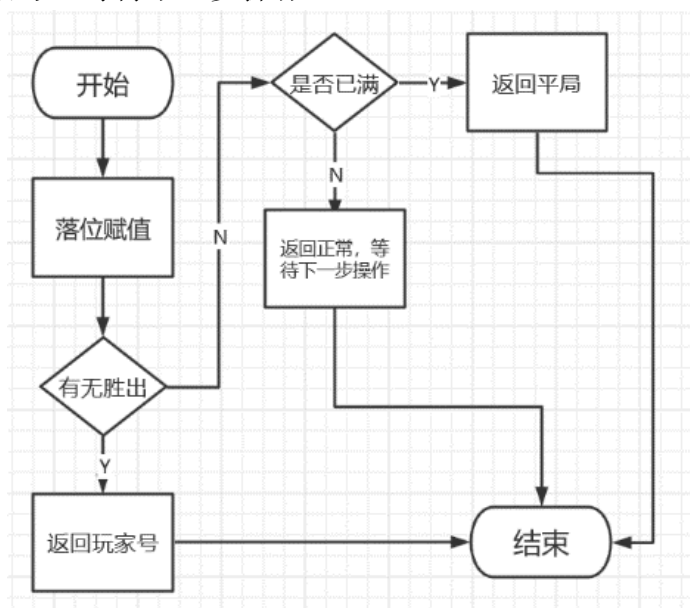 开始
落位赋值
有无胜出
Y
返回玩家号
N
是否已满
Y
返回平局
N
返回正常，等
待下一步操作
结束